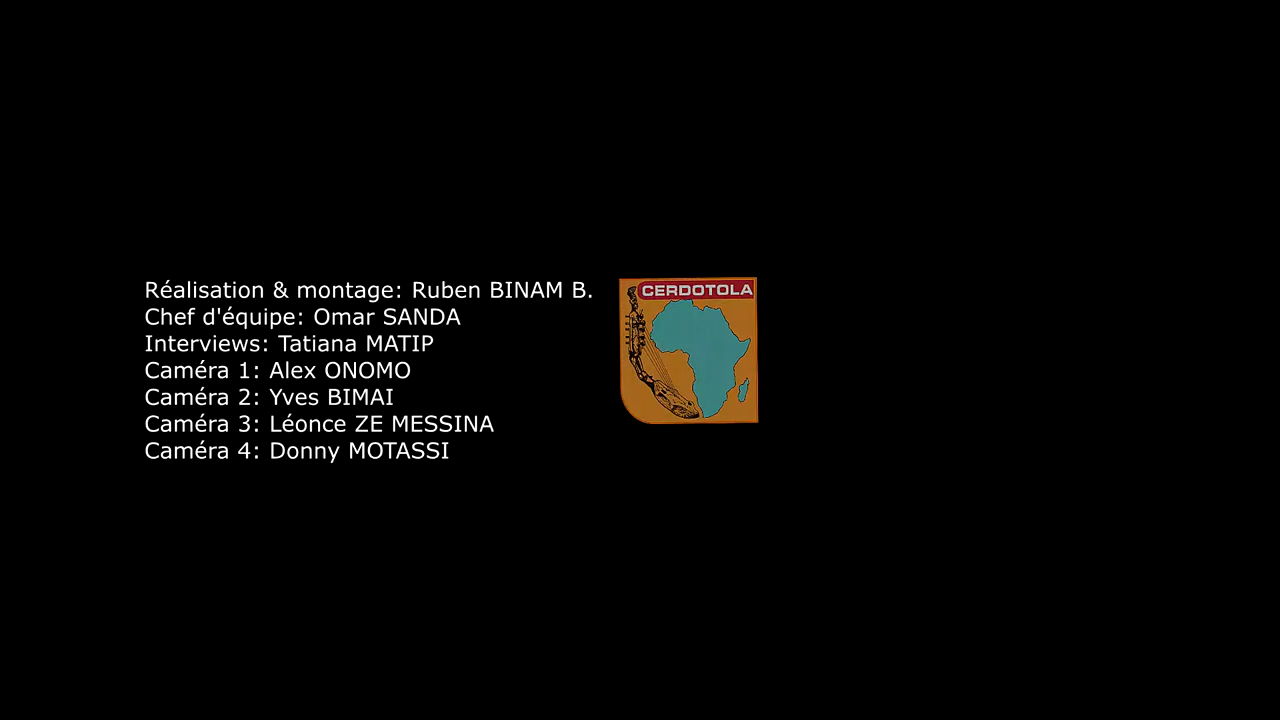 Réalisation & montage: Ruben BINAM B.
Chef d'équipe: Omar SANDA
Interviews: Tatiana MATIP
Caméra 1: Alex ONOMO
Caméra 2: Yves BIMAI
Caméra 3: Léonce ZE MESSINA
Caméra 4: Donny MOTASSI
CERDOTOLA